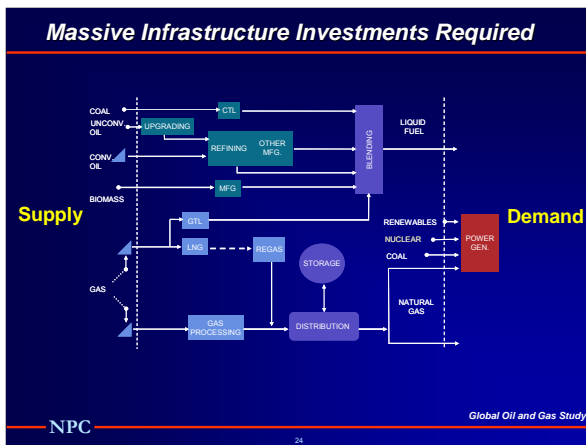 Massive Infrastructure Investments Required
COAL
UNCONV.
OIL
CONV.
OIL
BIOMASS
Supply
GAS
CTL
UPGRADING
REFINING
OTHER
MFG.
MFG
GTL
LNG
REGAS
STORAGE
GAS
PROCESSING
DISTRIBUTION
BLENDING
LIQUID
FUEL
RENEWABLES
NUCLEAR
COAL
NATURAL
GAS
POWER
GEN.
Demand
Global Oil and Gas Study
NPC
24